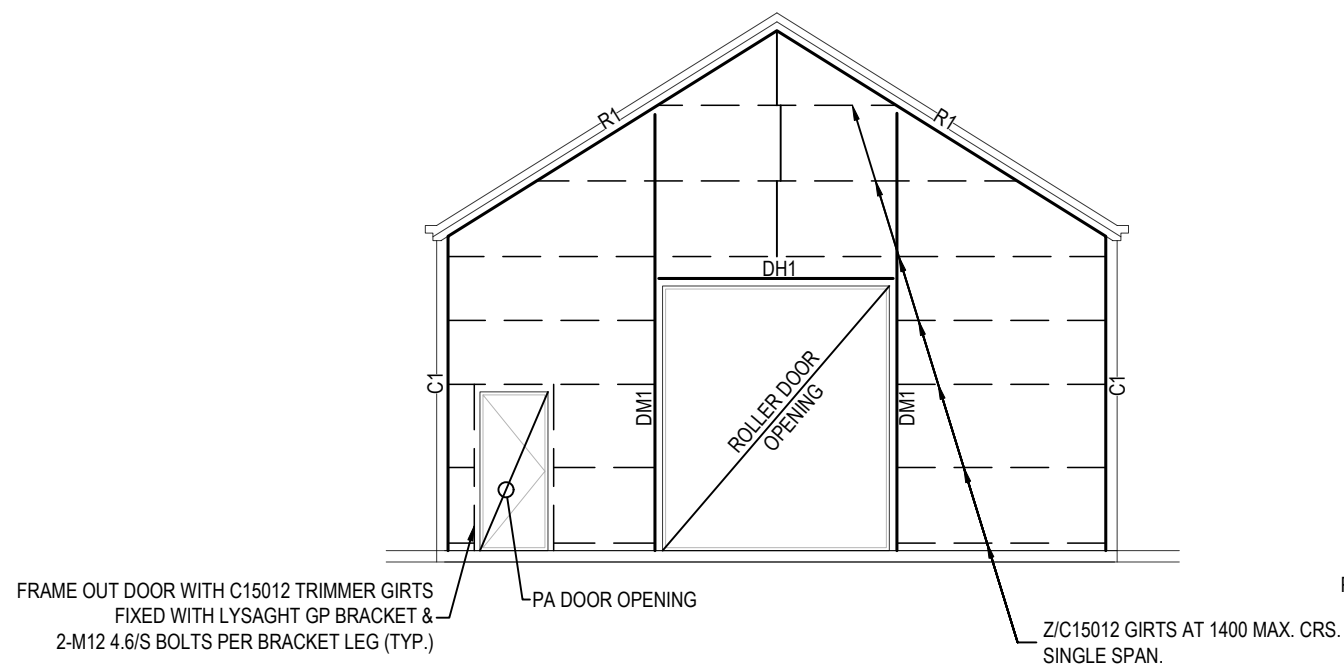 R1
R1
DH1
C1
DM1
ROLLER DOOR
OPENING
DM1
C1
FRAME OUT DOOR WITH C15012 TRIMMER GIRTS
FIXED WITH LYSAGHT GP BRACKET &
2-M12 4.6/S BOLTS PER BRACKET LEG (TYP.)
PA DOOR OPENING
Z/C15012 GIRTS AT 1400 MAX. CRS.
SINGLE SPAN.